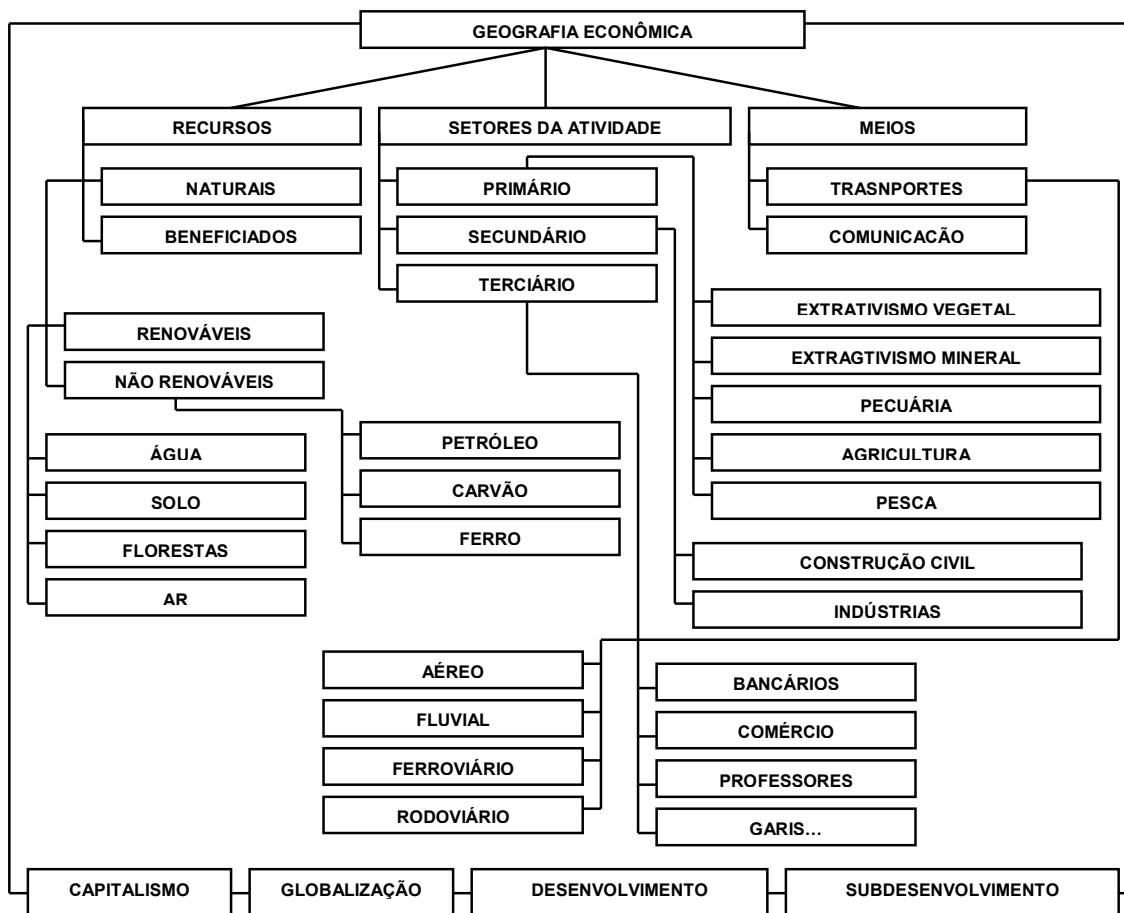 GEOGRAFIA ECONÔMICA
RECURSOS
SETORES DA ATIVIDADE
MEIOS
NATURAIS
PRIMÁRIO
TRASNPORTES
BENEFICIADOS
SECUNDÁRIO
COMUNICACÃO
TERCIÁRIO
EXTRATIVISMO VEGETAL
RENOVÁVEIS
EXTRAGTIVISMO MINERAL
NÃO RENOVÁVEIS
PECUÁRIA
PETRÓLEO
ÁGUA
AGRICULTURA
CARVÃO
SOLO
PESCA
FERRO
FLORESTAS
CONSTRUÇÃO CIVIL
AR
INDÚSTRIAS
AÉREO
BANCÁRIOS
FLUVIAL
COMÉRCIO
FERROVIÁRIO
PROFESSORES
RODOVIÁRIO
GARIS...
CAPITALISMO
GLOBALIZAÇÃO
DESENVOLVIMENTO
SUBDESENVOLVIMENTO